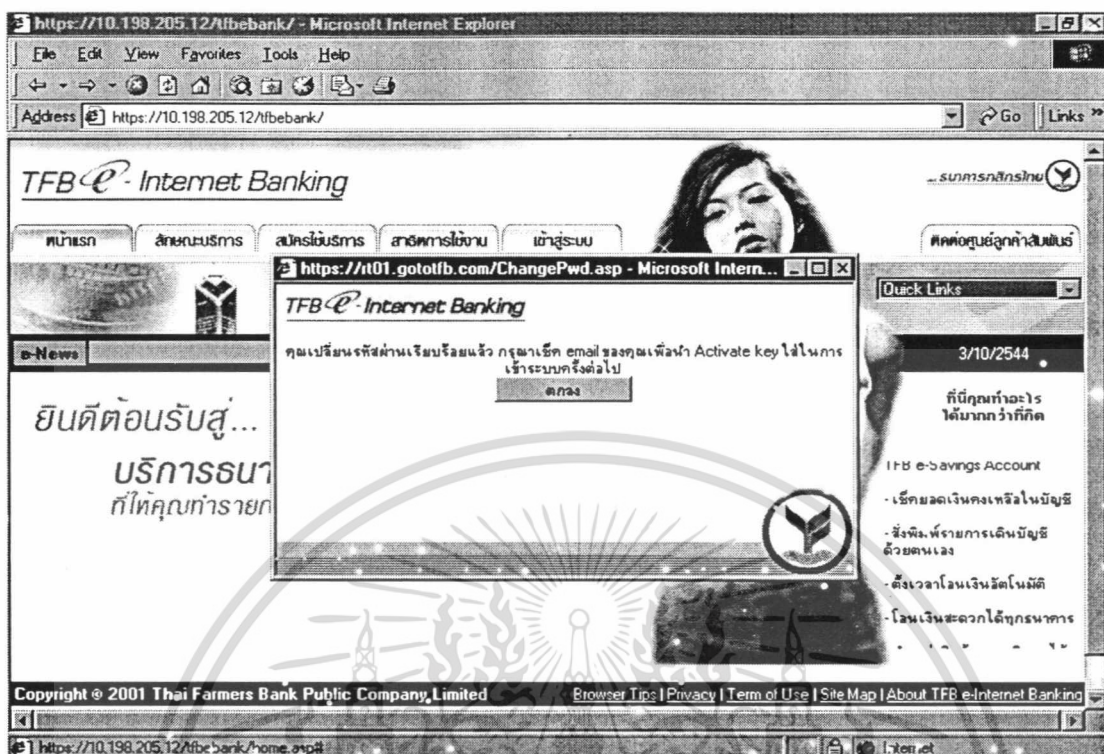 https://10.198.205.12/tfbebank/ - Microsoft Internet Explorer
File Edit View Favorites Tools Help
Address https://10.198.205.12/tfbebank/ Go Links »
TFB e - Internet Banking
... ธนาคารกสิกรไทย
หน้าแรก ลักษณะบริการ สมัครใช้บริการ สาธิตการใช้งาน เข้าสู่ระบบ ติดต่อศูนย์ลูกค้าสัมพันธ์
https://rt01.gototfb.com/ChangePwd.asp - Microsoft Intern...
Quick Links
TFB e - Internet Banking
e-News
3/10/2544
คุณเปลี่ยนรหัสผ่านเรียบร้อยแล้ว กรุณาเช็ค email ของคุณเพื่อนำ Activate key ใส่ในการ
เข้าระบบครั้งต่อไป
ตกลง
ยินดีต้อนรับสู่...
บริการธนา
ที่ให้คุณทำรายก
ที่นี่คุณทำอะไร
ได้มากกว่าที่คิด
TFB e-Savings Account
- เช็คยอดเงินคงเหลือในบัญชี
- สั่งพิมพ์รายการเดินบัญชี
ด้วยตนเอง
- ตั้งเวลาโอนเงินอัตโนมัติ
- โอนเงินสะดวกได้ทุกธนาคาร
Copyright © 2001 Thai Farmers Bank Public Company Limited
Browser Tips | Privacy | Term of Use | Site Map | About TFB e-Internet Banking
https://10.198.205.12/tfbebank/home.asp# Internet